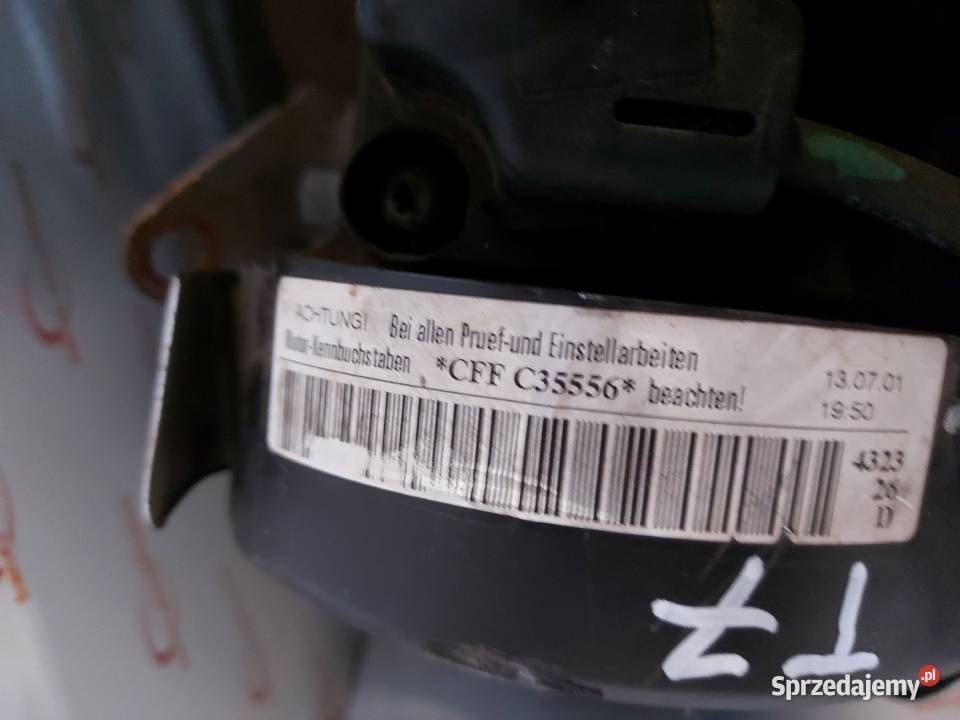 ACHTUNG! Bei allen Pruef-und Einstellarbeiten
Motor-Kennbuchstaben *CFF C35556* beachten!
13.07.01
19:50
4323
26
D
T7
Sprzedajemy.pl